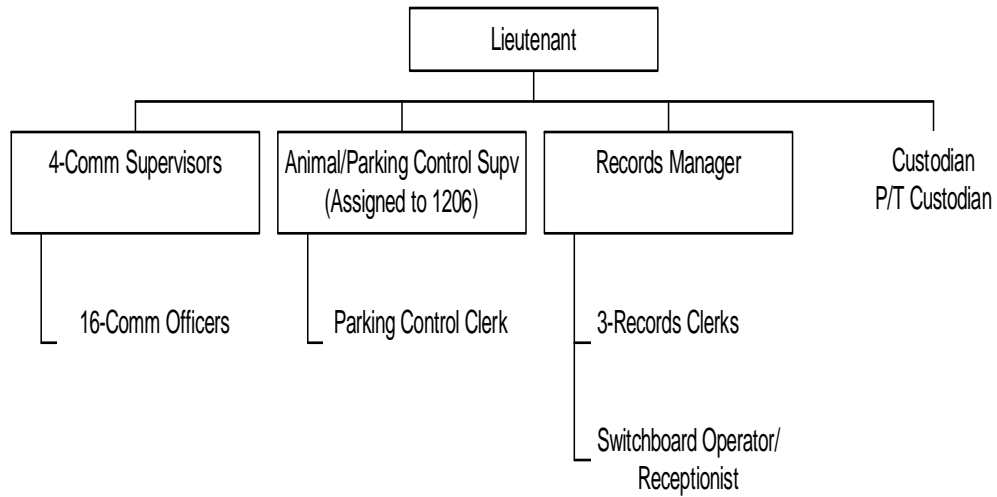 Lieutenant
4-Comm Supervisors
Animal/Parking Control Supv
(Assigned to 1206)
Records Manager
Custodian
P/T Custodian
16-Comm Officers
Parking Control Clerk
3-Records Clerks
Switchboard Operator/
Receptionist